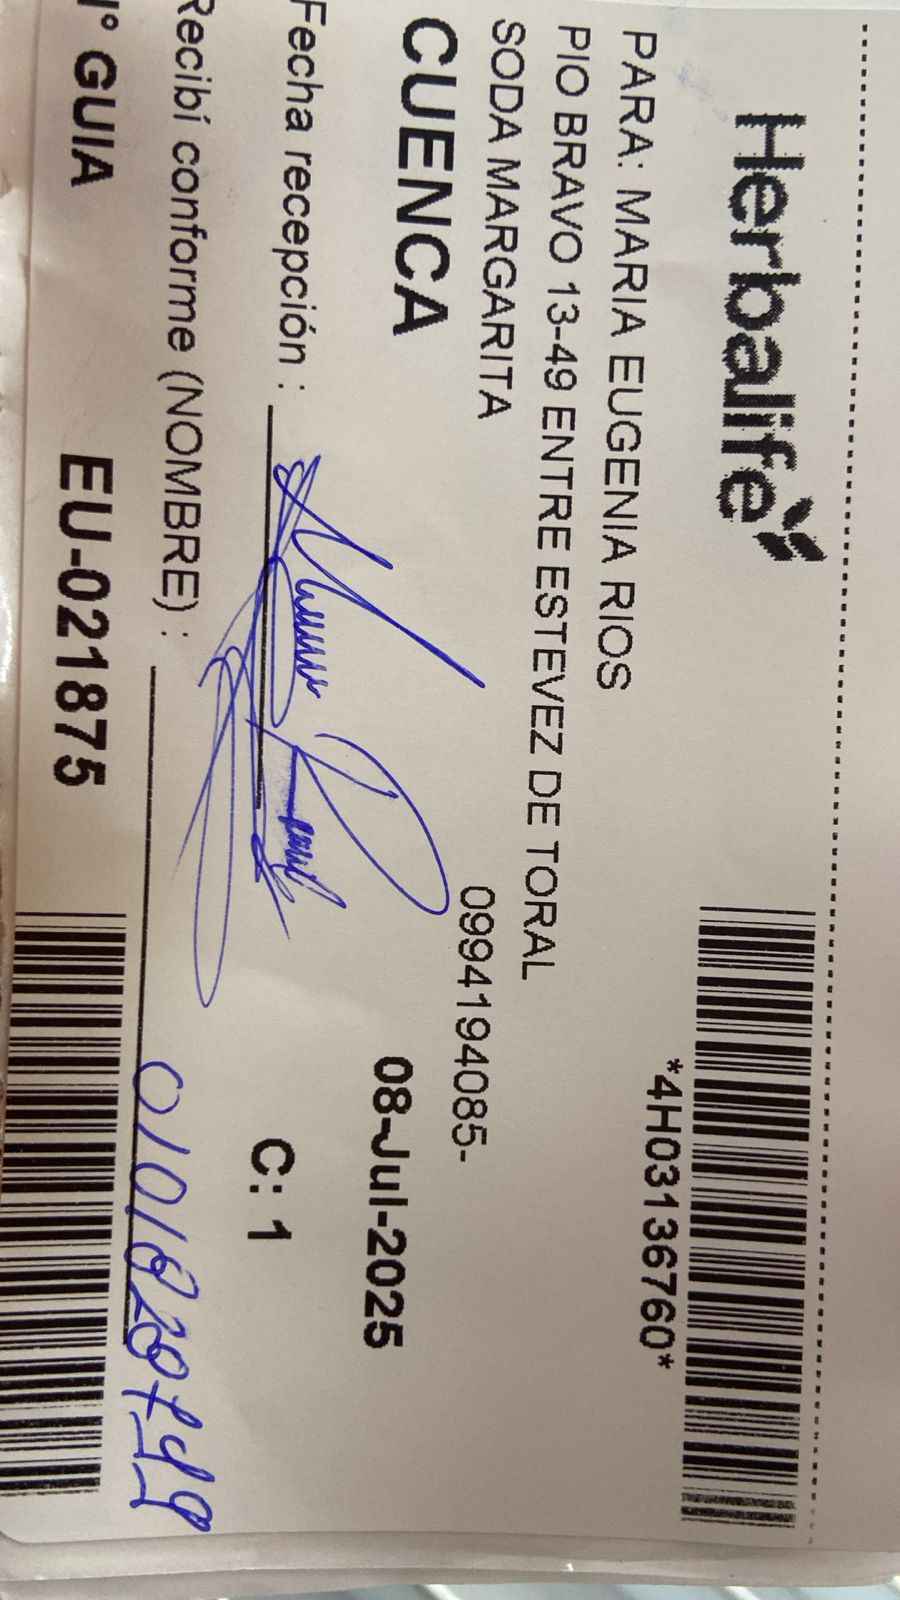 Herbalife
*4H03136760*
PARA: MARIA EUGENIA RIOS
PIO BRAVO 13-49 ENTRE ESTEVEZ DE TORAL
SODA MARGARITA
0994194085-
CUENCA
08-Jul-2025
Fecha recepción :
C: 1
Recibí conforme (NOMBRE) :
N° GUIA EU-021875